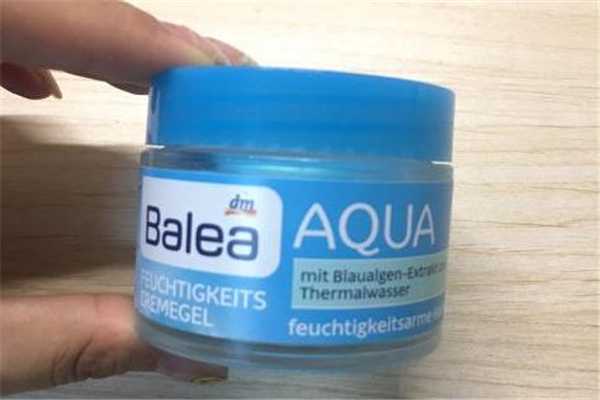 dm
Balea
FEUCHTIGKEITS
CREMEGEL
AQUA
mit Blaualgen-Extrakt
Thermalwasser
feuchtigkeitsarme